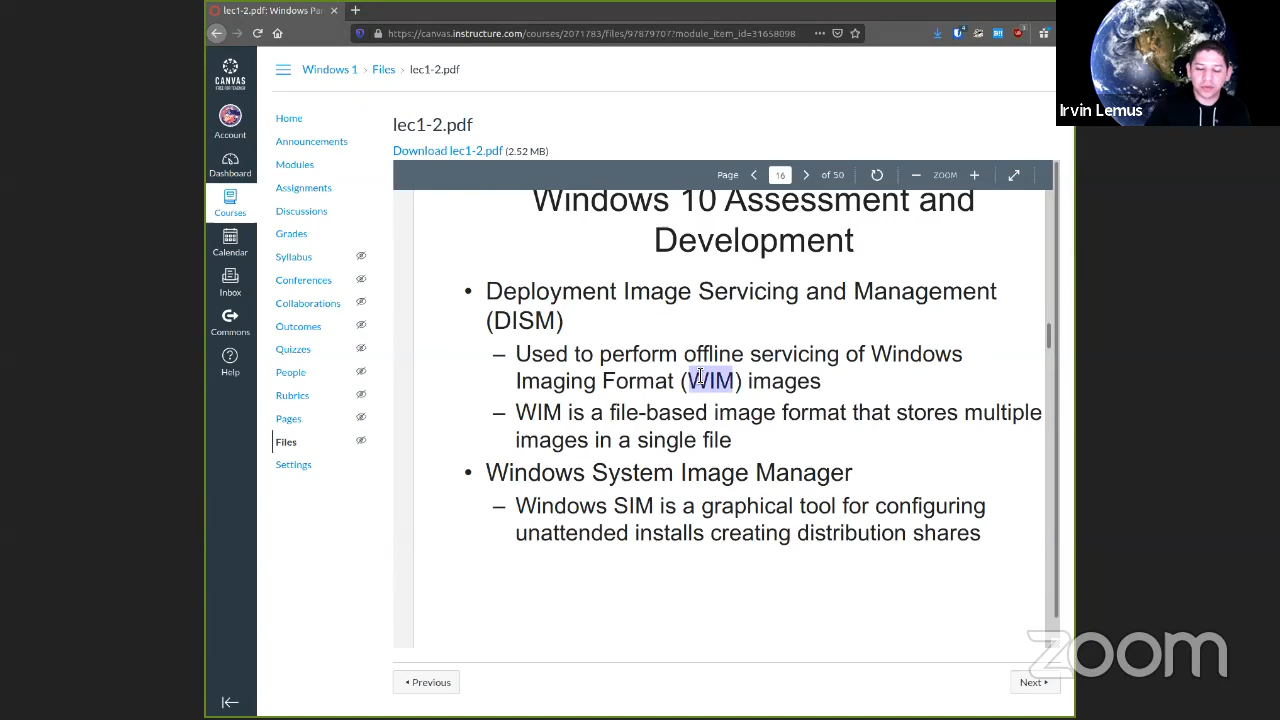 lec1-2.pdf: Windows Pa
https://canvas.instructure.com/courses/2071783/files/97879707?module_item_id=31658098
Irvin Lemus
CANVAS
FREE FOR TEACHER
Account
Dashboard
Courses
Calendar
Inbox
Commons
Help
Windows 1 › Files › lec1-2.pdf
Home
Announcements
Modules
Assignments
Discussions
Grades
Syllabus
Conferences
Collaborations
Outcomes
Quizzes
People
Rubrics
Pages
Files
Settings
lec1-2.pdf
Download lec1-2.pdf (2.52 MB)
Page 16 of 50 ZOOM
Windows 10 Assessment and
Development
• Deployment Image Servicing and Management
(DISM)
– Used to perform offline servicing of Windows
Imaging Format (WIM) images
– WIM is a file-based image format that stores multiple
images in a single file
• Windows System Image Manager
– Windows SIM is a graphical tool for configuring
unattended installs creating distribution shares
Previous
Next
zoom